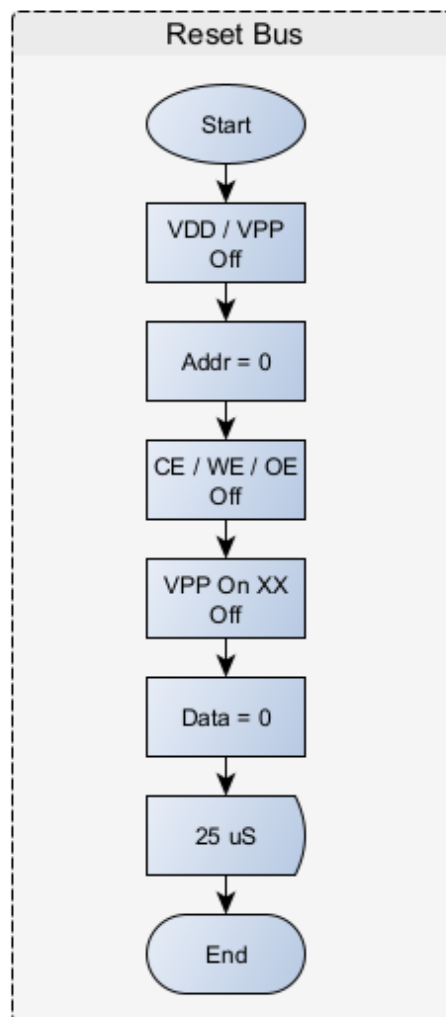 Reset Bus
Start
VDD / VPP
Off
Addr = 0
CE / WE / OE
Off
VPP On XX
Off
Data = 0
25 uS
End